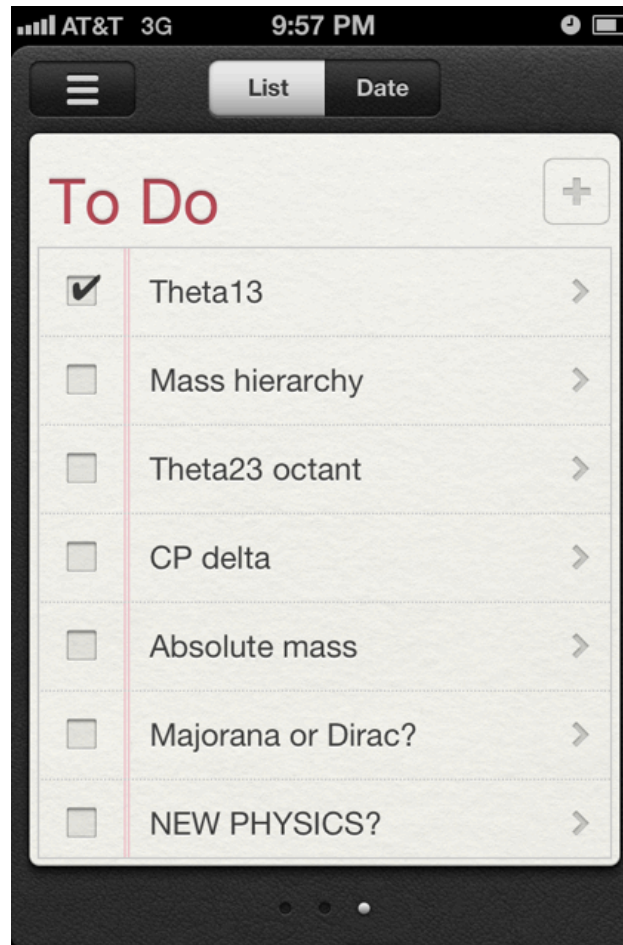 AT&T 3G 9:57 PM
List Date
To Do
Theta13
Mass hierarchy
Theta23 octant
CP delta
Absolute mass
Majorana or Dirac?
NEW PHYSICS?